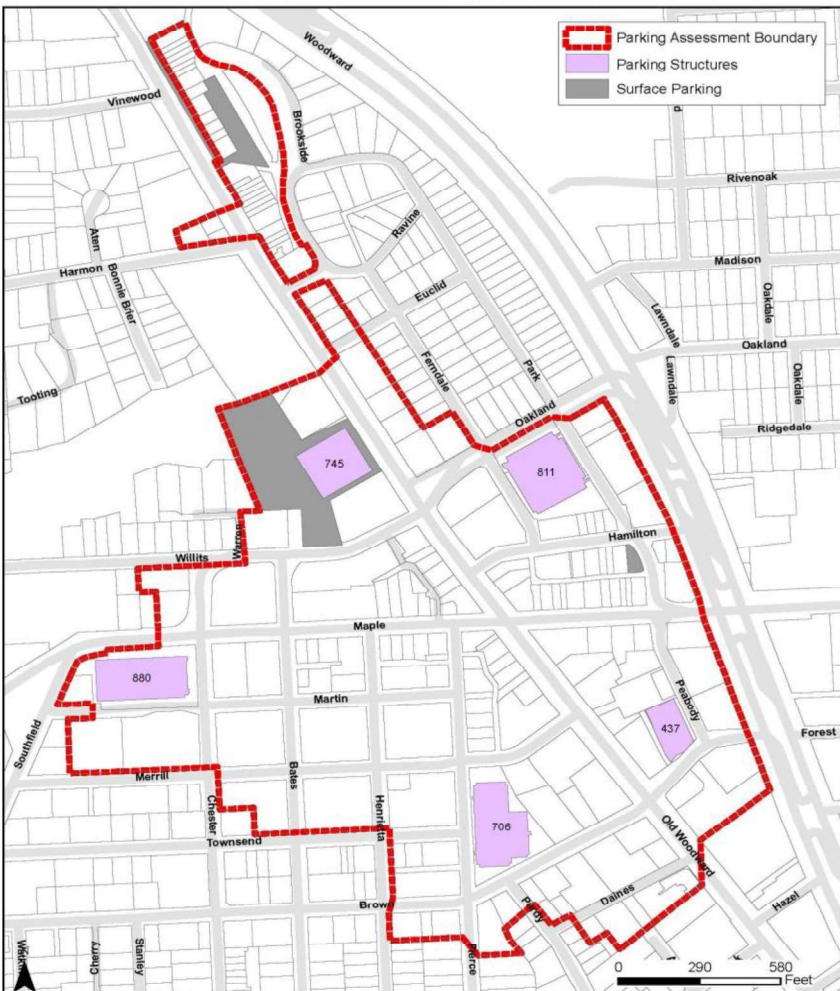 Parking Assessment Boundary
Parking Structures
Surface Parking
Woodward
Vinewood
Brookside
Rivenoak
Ravine
Aten
Madison
Harmon
Bonnie Brier
Euclid
Lawndale
Oakdale
Oakland
Ferndale
Park
Lawndale
Oakdale
Tooting
Oakland
Ridgedale
745
811
Warren
Hamilton
Willits
Maple
880
Martin
Peabody
437
Southfield
Forest
Merrill
Bates
Chester
Henrietta
706
Old Woodward
Townsend
Daines
Hazel
Brown
Purdy
Cherry
Stanley
Pierce
0 290 580
Feet